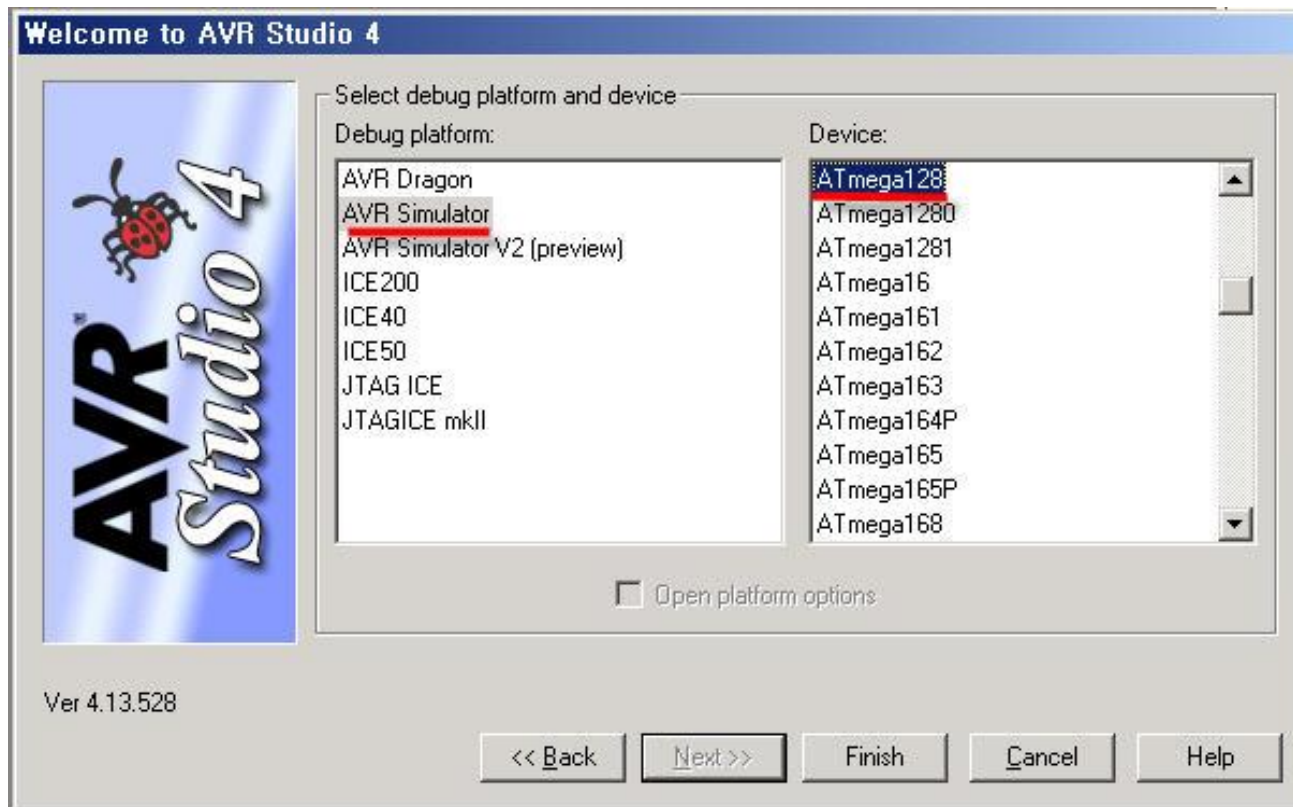 Welcome to AVR Studio 4
AVR® Studio 4
Select debug platform and device
Debug platform:
AVR Dragon
AVR Simulator
AVR Simulator V2 (preview)
ICE200
ICE40
ICE50
JTAG ICE
JTAGICE mkII
Device:
ATmega128
ATmega1280
ATmega1281
ATmega16
ATmega161
ATmega162
ATmega163
ATmega164P
ATmega165
ATmega165P
ATmega168
Open platform options
Ver 4.13.528
<< Back
Next >>
Finish
Cancel
Help